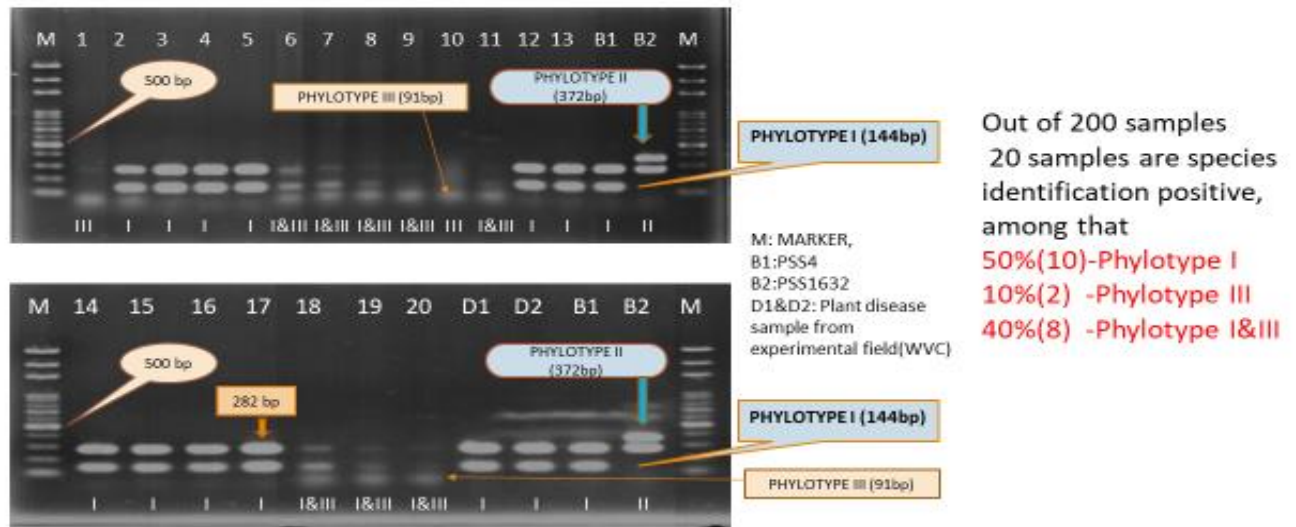 M 1 2 3 4 5 6 7 8 9 10 11 12 13 B1 B2 M
500 bp
PHYLOTYPE III (91bp)
PHYLOTYPE II
(372bp)
PHYLOTYPE I (144bp)
III I I I I I&III I&III I&III I&III III I&III I I I II
M: MARKER,
B1:PSS4
B2:PSS1632
D1&D2: Plant disease
sample from
experimental field(WVC)
M 14 15 16 17 18 19 20 D1 D2 B1 B2 M
500 bp
282 bp
PHYLOTYPE II
(372bp)
PHYLOTYPE I (144bp)
PHYLOTYPE III (91bp)
I I I I I&III I&III I&III I I I II
Out of 200 samples
20 samples are species
identification positive,
among that
50%(10)-Phylotype I
10%(2) -Phylotype III
40%(8) -Phylotype I&III